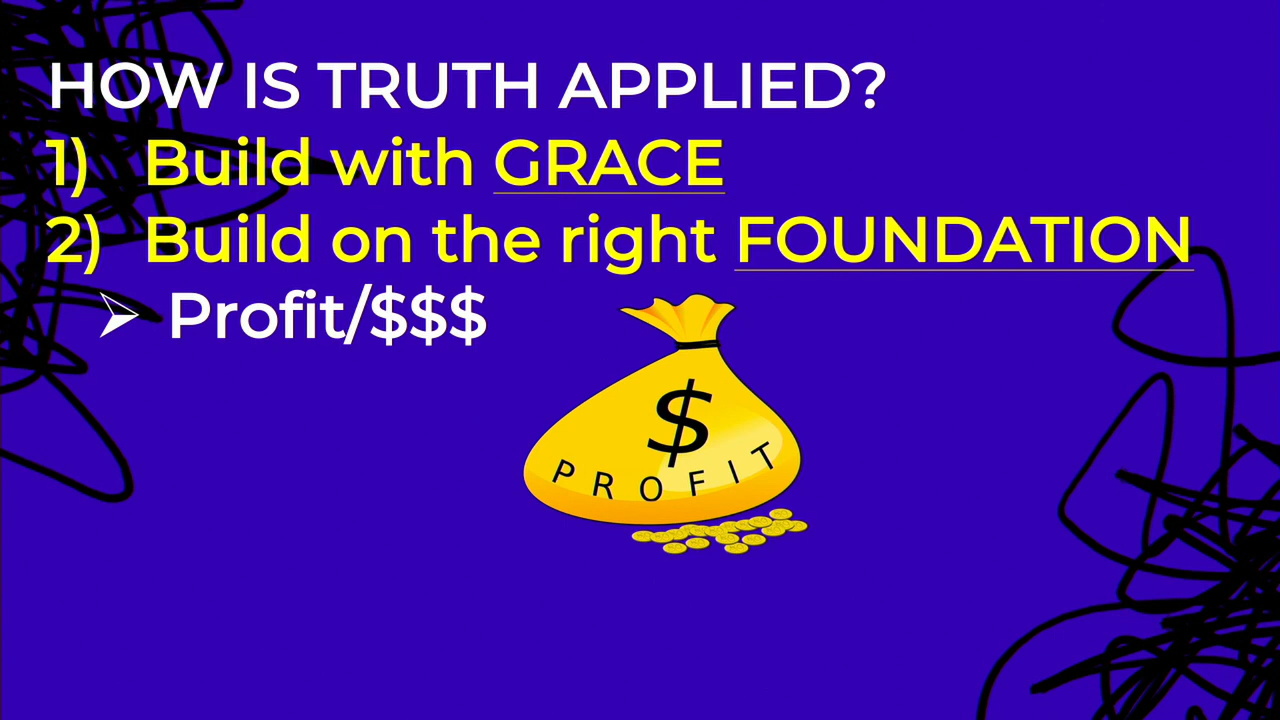 HOW IS TRUTH APPLIED?
1) Build with GRACE
2) Build on the right FOUNDATION
➢ Profit/$$$
$
PROFIT